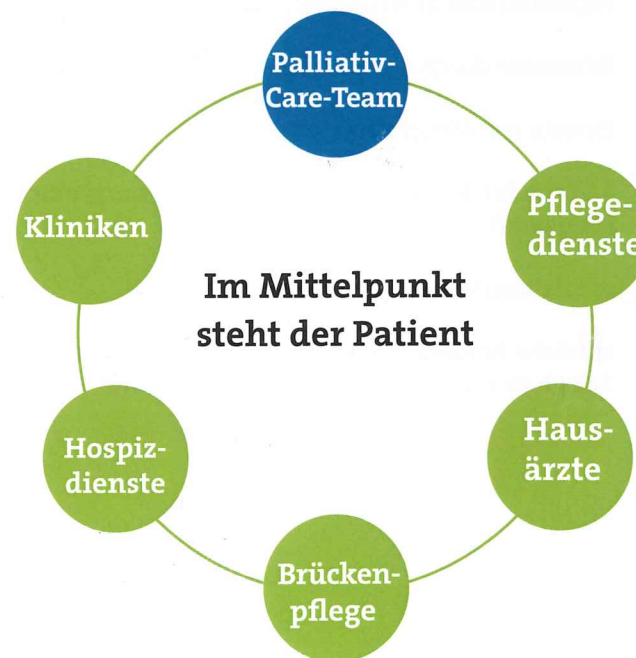 Palliativ-
Care-Team
Kliniken
Pflege-
dienste
Im Mittelpunkt
steht der Patient
Hospiz-
dienste
Haus-
ärzte
Brücken-
pflege